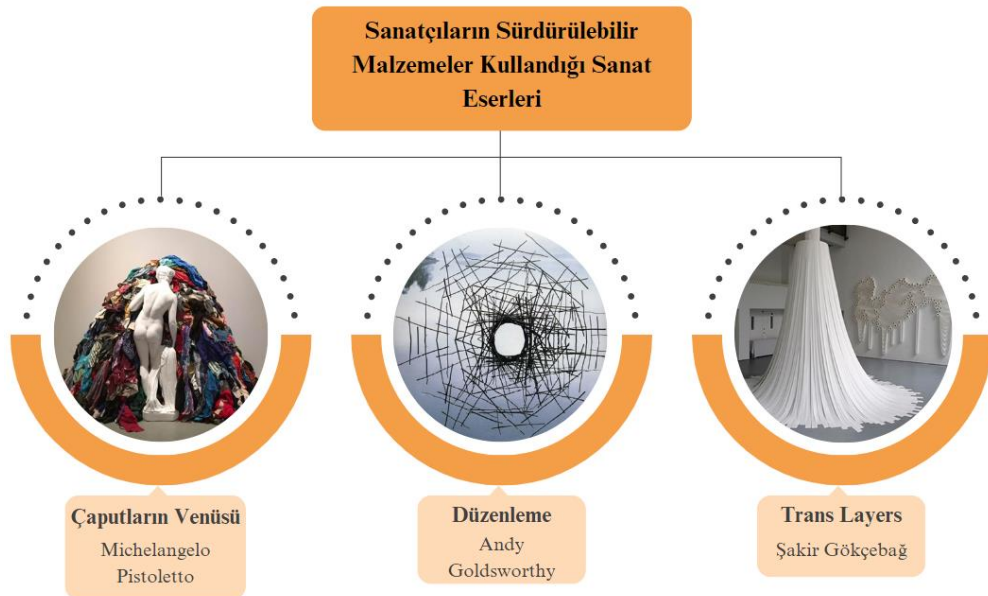 Sanatçıların Sürdürülebilir
Malzemeler Kullandığı Sanat
Eserleri
Çaputların Venüsü
Michelangelo
Pistoletto
Düzenleme
Andy
Goldsworthy
Trans Layers
Şakir Gökçebağ